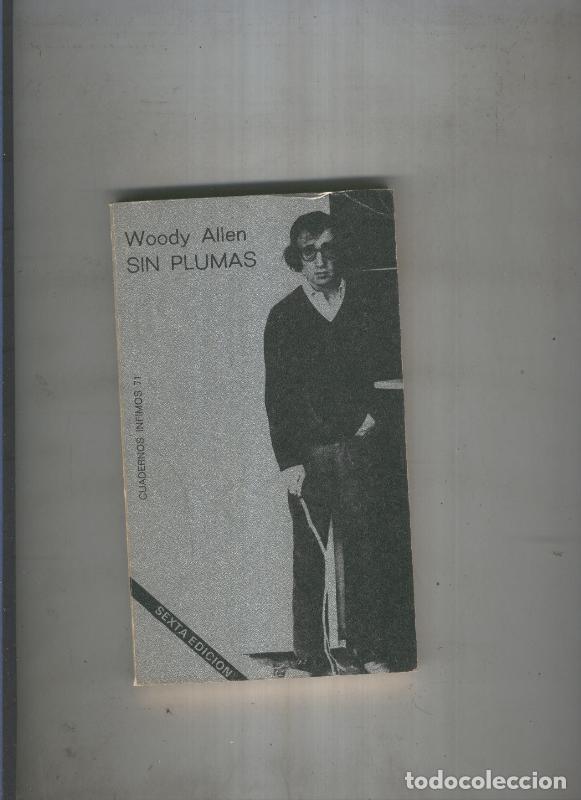 Woody Allen
SIN PLUMAS
CUADERNOS INFIMOS 71
SEXTA EDICION
todocoleccion